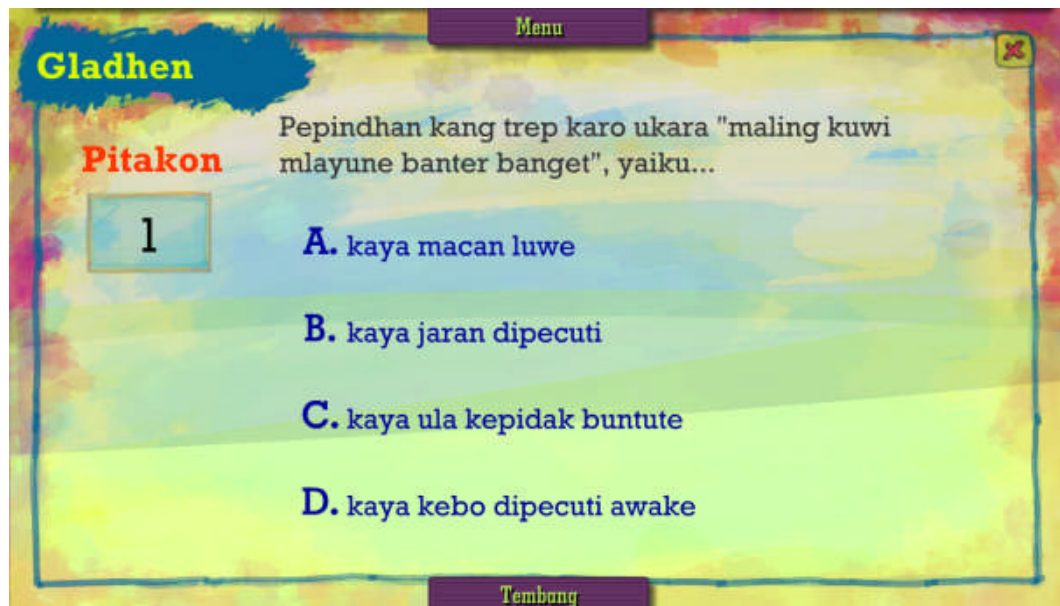 Menu
Gladhen
Pitakon
1
Pepindhan kang trep karo ukara "maling kuwi
mlayune banter banget", yaiku...
A. kaya macan luwe
B. kaya jaran dipecuti
C. kaya ula kepidak buntute
D. kaya kebo dipecuti awake
Tembang